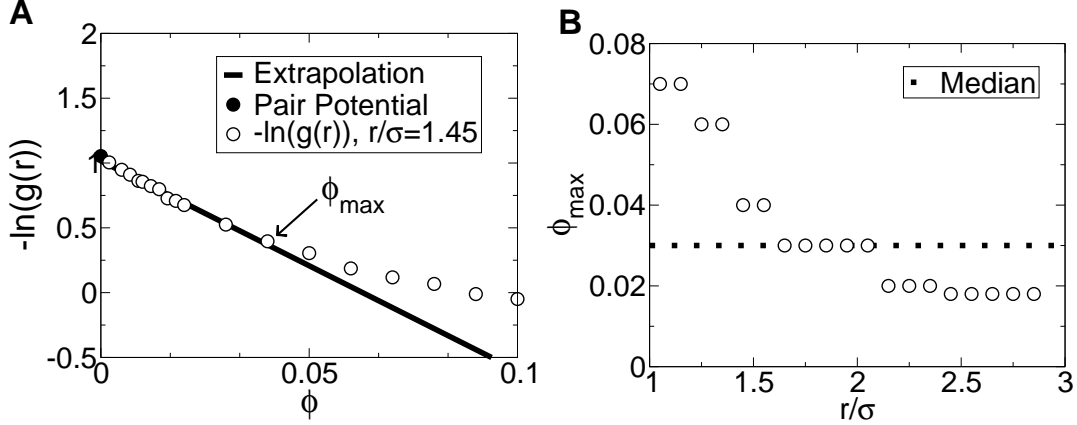 A
2
1.5
1
0.5
0
-0.5
-ln(g(r))
Extrapolation
Pair Potential
-ln(g(r)), r/σ=1.45
ϕmax
0
0.05
0.1
ϕ
B
0.08
0.06
0.04
0.02
0
ϕmax
Median
1
1.5
2
2.5
3
r/σ